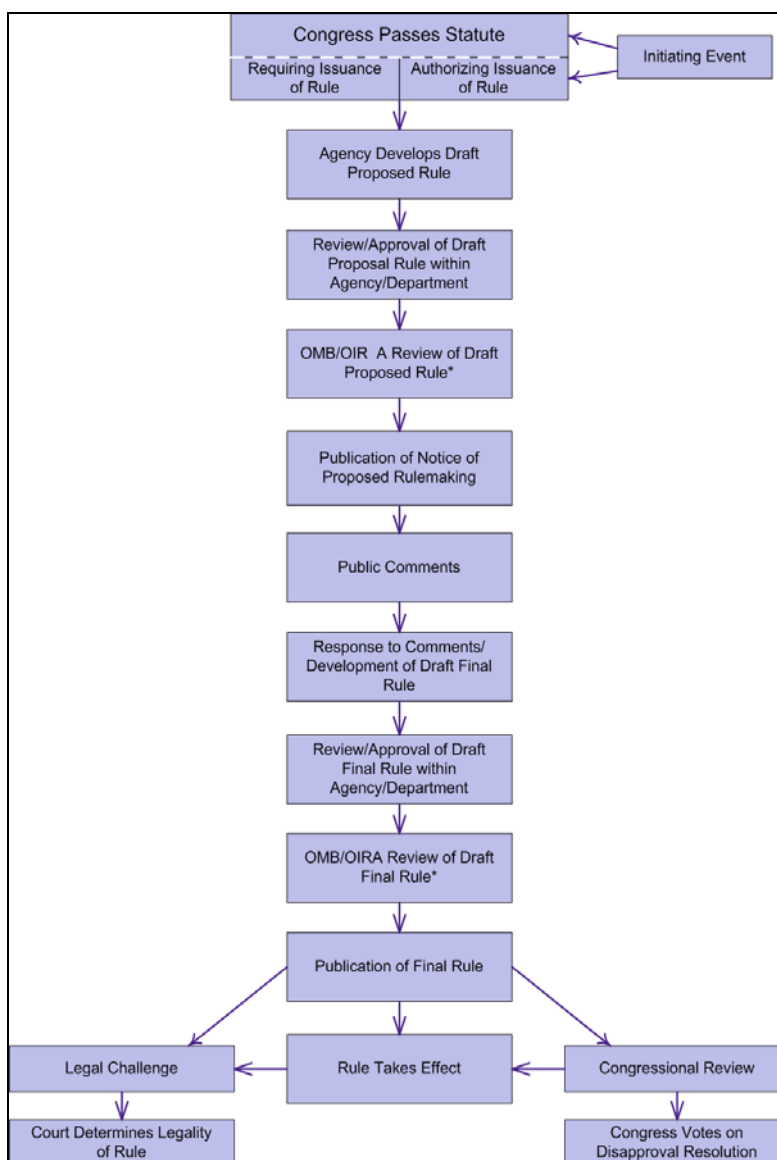 Congress Passes Statute
Initiating Event
Requiring Issuance
of Rule
Authorizing Issuance
of Rule
Agency Develops Draft
Proposed Rule
Review/Approval of Draft
Proposal Rule within
Agency/Department
OMB/OIR A Review of Draft
Proposed Rule*
Publication of Notice of
Proposed Rulemaking
Public Comments
Response to Comments/
Development of Draft Final
Rule
Review/Approval of Draft
Final Rule within
Agency/Department
OMB/OIRA Review of Draft
Final Rule*
Publication of Final Rule
Legal Challenge
Rule Takes Effect
Congressional Review
Court Determines Legality
of Rule
Congress Votes on
Disapproval Resolution